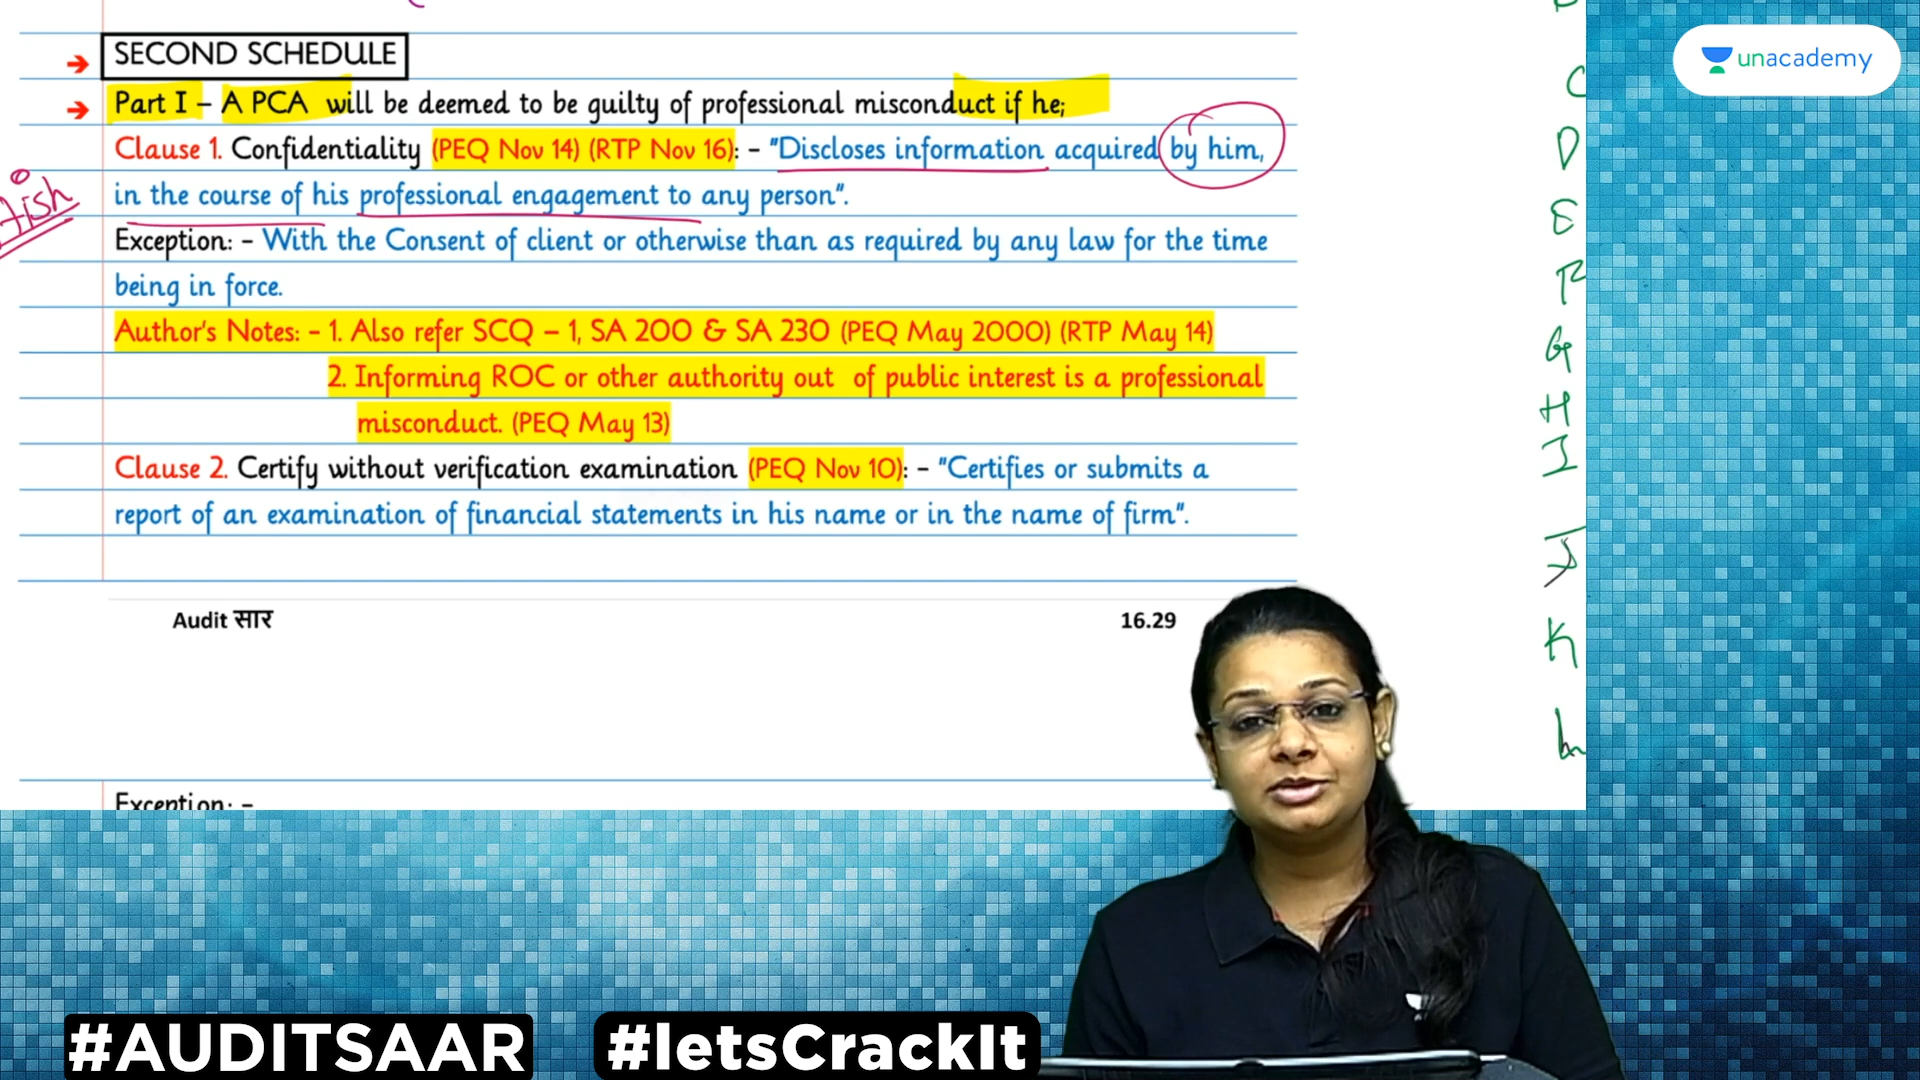 unacademy
SECOND SCHEDULE
Part I – A PCA will be deemed to be guilty of professional misconduct if he;
Clause 1. Confidentiality (PEQ Nov 14) (RTP Nov 16): – "Discloses information acquired by him,
in the course of his professional engagement to any person".
Exception: – With the Consent of client or otherwise than as required by any law for the time
being in force.
Author's Notes: – 1. Also refer SCQ – 1, SA 200 & SA 230 (PEQ May 2000) (RTP May 14)
2. Informing ROC or other authority out of public interest is a professional
misconduct. (PEQ May 13)
Clause 2. Certify without verification examination (PEQ Nov 10): – "Certifies or submits a
report of an examination of financial statements in his name or in the name of firm".
Audit सार
16.29
Exception: –
C
D
E
F
G
H
I
J
K
#AUDITSAAR
#letsCrackIt